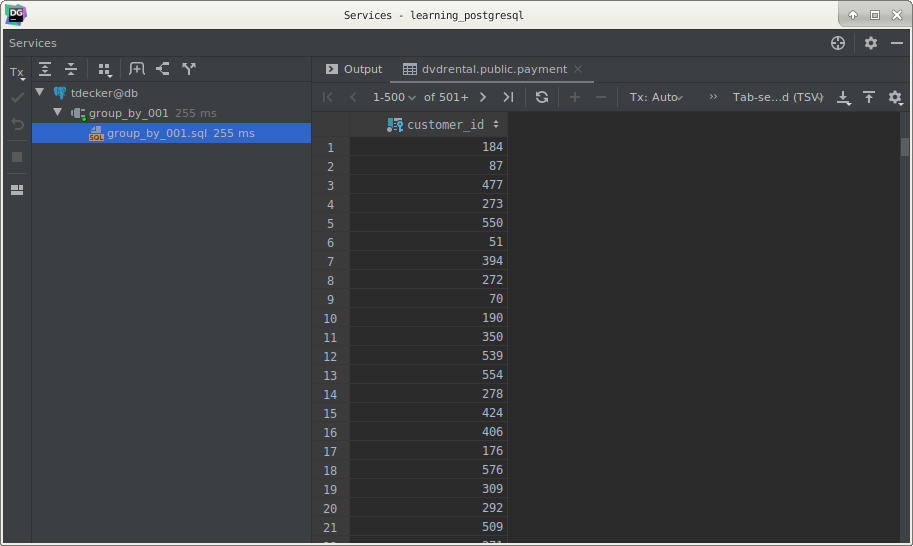 DG
Services - learning_postgresql
Services
Tx
tdecker@db
group_by_001 255 ms
SQL group_by_001.sql 255 ms
Output
dvdrental.public.payment
1-500 of 501+ Tx: Auto Tab-se...d (TSV)
customer_id
1 184
2 87
3 477
4 273
5 550
6 51
7 394
8 272
9 70
10 190
11 350
12 539
13 554
14 278
15 424
16 406
17 176
18 576
19 309
20 292
21 509